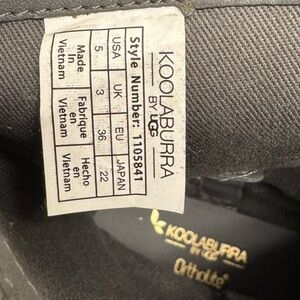 KOOLABURRA
BY UGG
Style Number: 1105841
USA UK EU JAPAN
5 3 36 22
Made Fabrique Hecho
In en en
Vietnam Vietnam Vietnam
KOOLABURRA
BY UGG
Ortholite